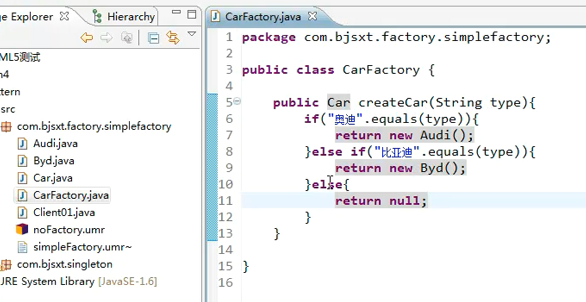 e Explorer
Hierarchy
ML5测试
n4
ttern
src
com.bjsxt.factory.simplefactory
Audi.java
Byd.java
Car.java
CarFactory.java
Client01.java
noFactory.umr
simpleFactory.umr~
com.bjsxt.singleton
JRE System Library [JavaSE-1.6]
CarFactory.java
1 package com.bjsxt.factory.simplefactory;
2
3 public class CarFactory {
4
5 public Car createCar(String type){
6 if("奥迪".equals(type)){
7 return new Audi();
8 }else if("比亚迪".equals(type)){
9 return new Byd();
10 }else{
11 return null;
12 }
13 }
14
15 }
16